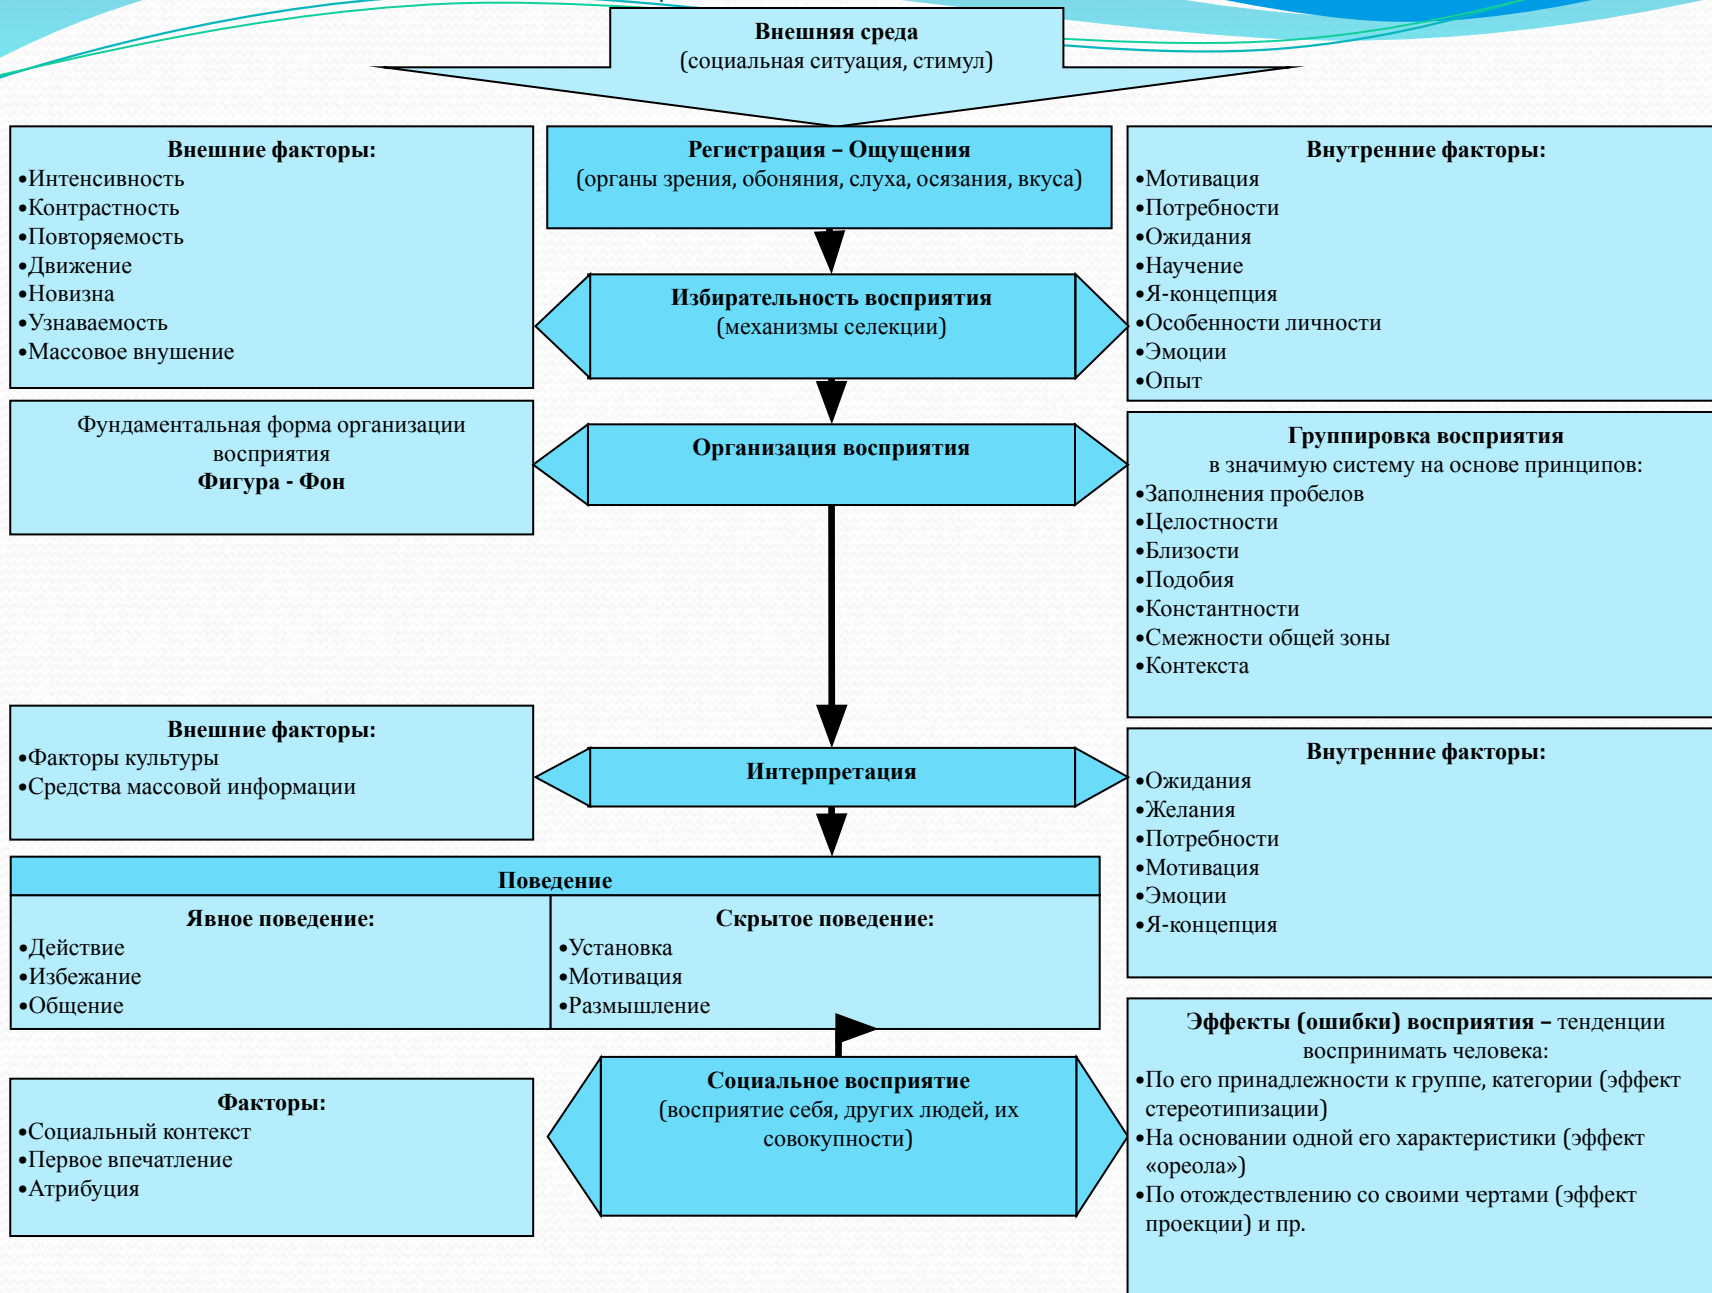 Внешняя среда
(социальная ситуация, стимул)
Внешние факторы:
•Интенсивность
•Контрастность
•Повторяемость
•Движение
•Новизна
•Узнаваемость
•Массовое внушение
Регистрация – Ощущения
(органы зрения, обоняния, слуха, осязания, вкуса)
Внутренние факторы:
•Мотивация
•Потребности
•Ожидания
•Научение
•Я-концепция
•Особенности личности
•Эмоции
•Опыт
Избирательность восприятия
(механизмы селекции)
Фундаментальная форма организации
восприятия
Фигура - Фон
Организация восприятия
Группировка восприятия
в значимую систему на основе принципов:
•Заполнения пробелов
•Целостности
•Близости
•Подобия
•Константности
•Смежности общей зоны
•Контекста
Внешние факторы:
•Факторы культуры
•Средства массовой информации
Интерпретация
Внутренние факторы:
•Ожидания
•Желания
•Потребности
•Мотивация
•Эмоции
•Я-концепция
Поведение
Явное поведение:
•Действие
•Избежание
•Общение
Скрытое поведение:
•Установка
•Мотивация
•Размышление
Факторы:
•Социальный контекст
•Первое впечатление
•Атрибуция
Социальное восприятие
(восприятие себя, других людей, их
совокупности)
Эффекты (ошибки) восприятия – тенденции
воспринимать человека:
•По его принадлежности к группе, категории (эффект
стереотипизации)
•На основании одной его характеристики (эффект
«ореола»)
•По отождествлению со своими чертами (эффект
проекции) и пр.